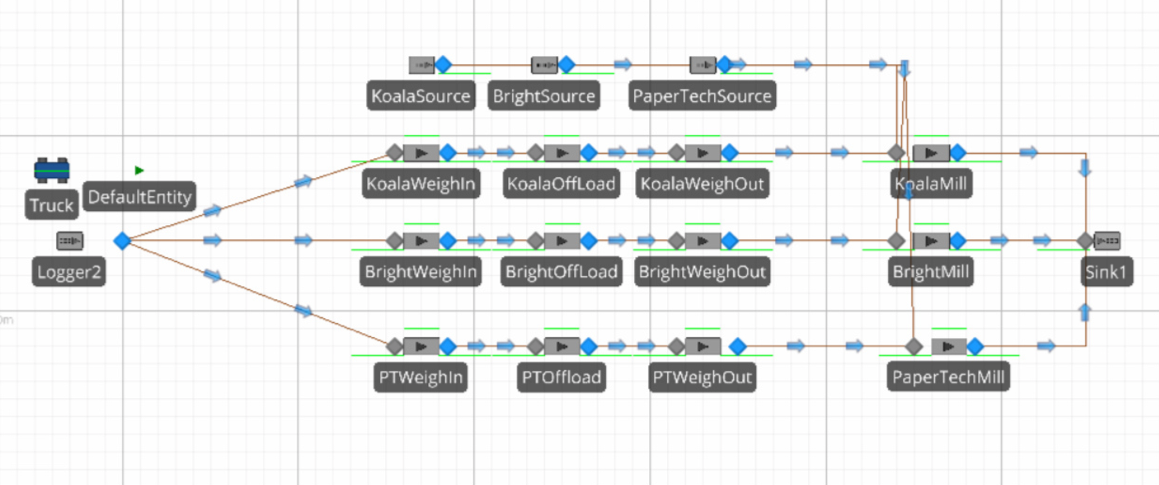 KoalaSource
BrightSource
PaperTechSource
Truck
DefaultEntity
KoalaWeighIn
KoalaOffLoad
KoalaWeighOut
KoalaMill
Logger2
BrightWeighIn
BrightOffLoad
BrightWeighOut
BrightMill
Sink1
PTWeighIn
PTOffload
PTWeighOut
PaperTechMill